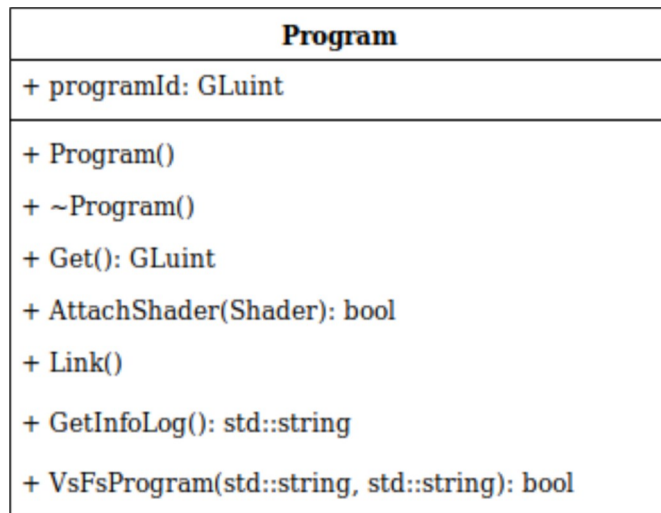 Program
+ programId: GLuint
+ Program()
+ ~Program()
+ Get(): GLuint
+ AttachShader(Shader): bool
+ Link()
+ GetInfoLog(): std::string
+ VsFsProgram(std::string, std::string): bool